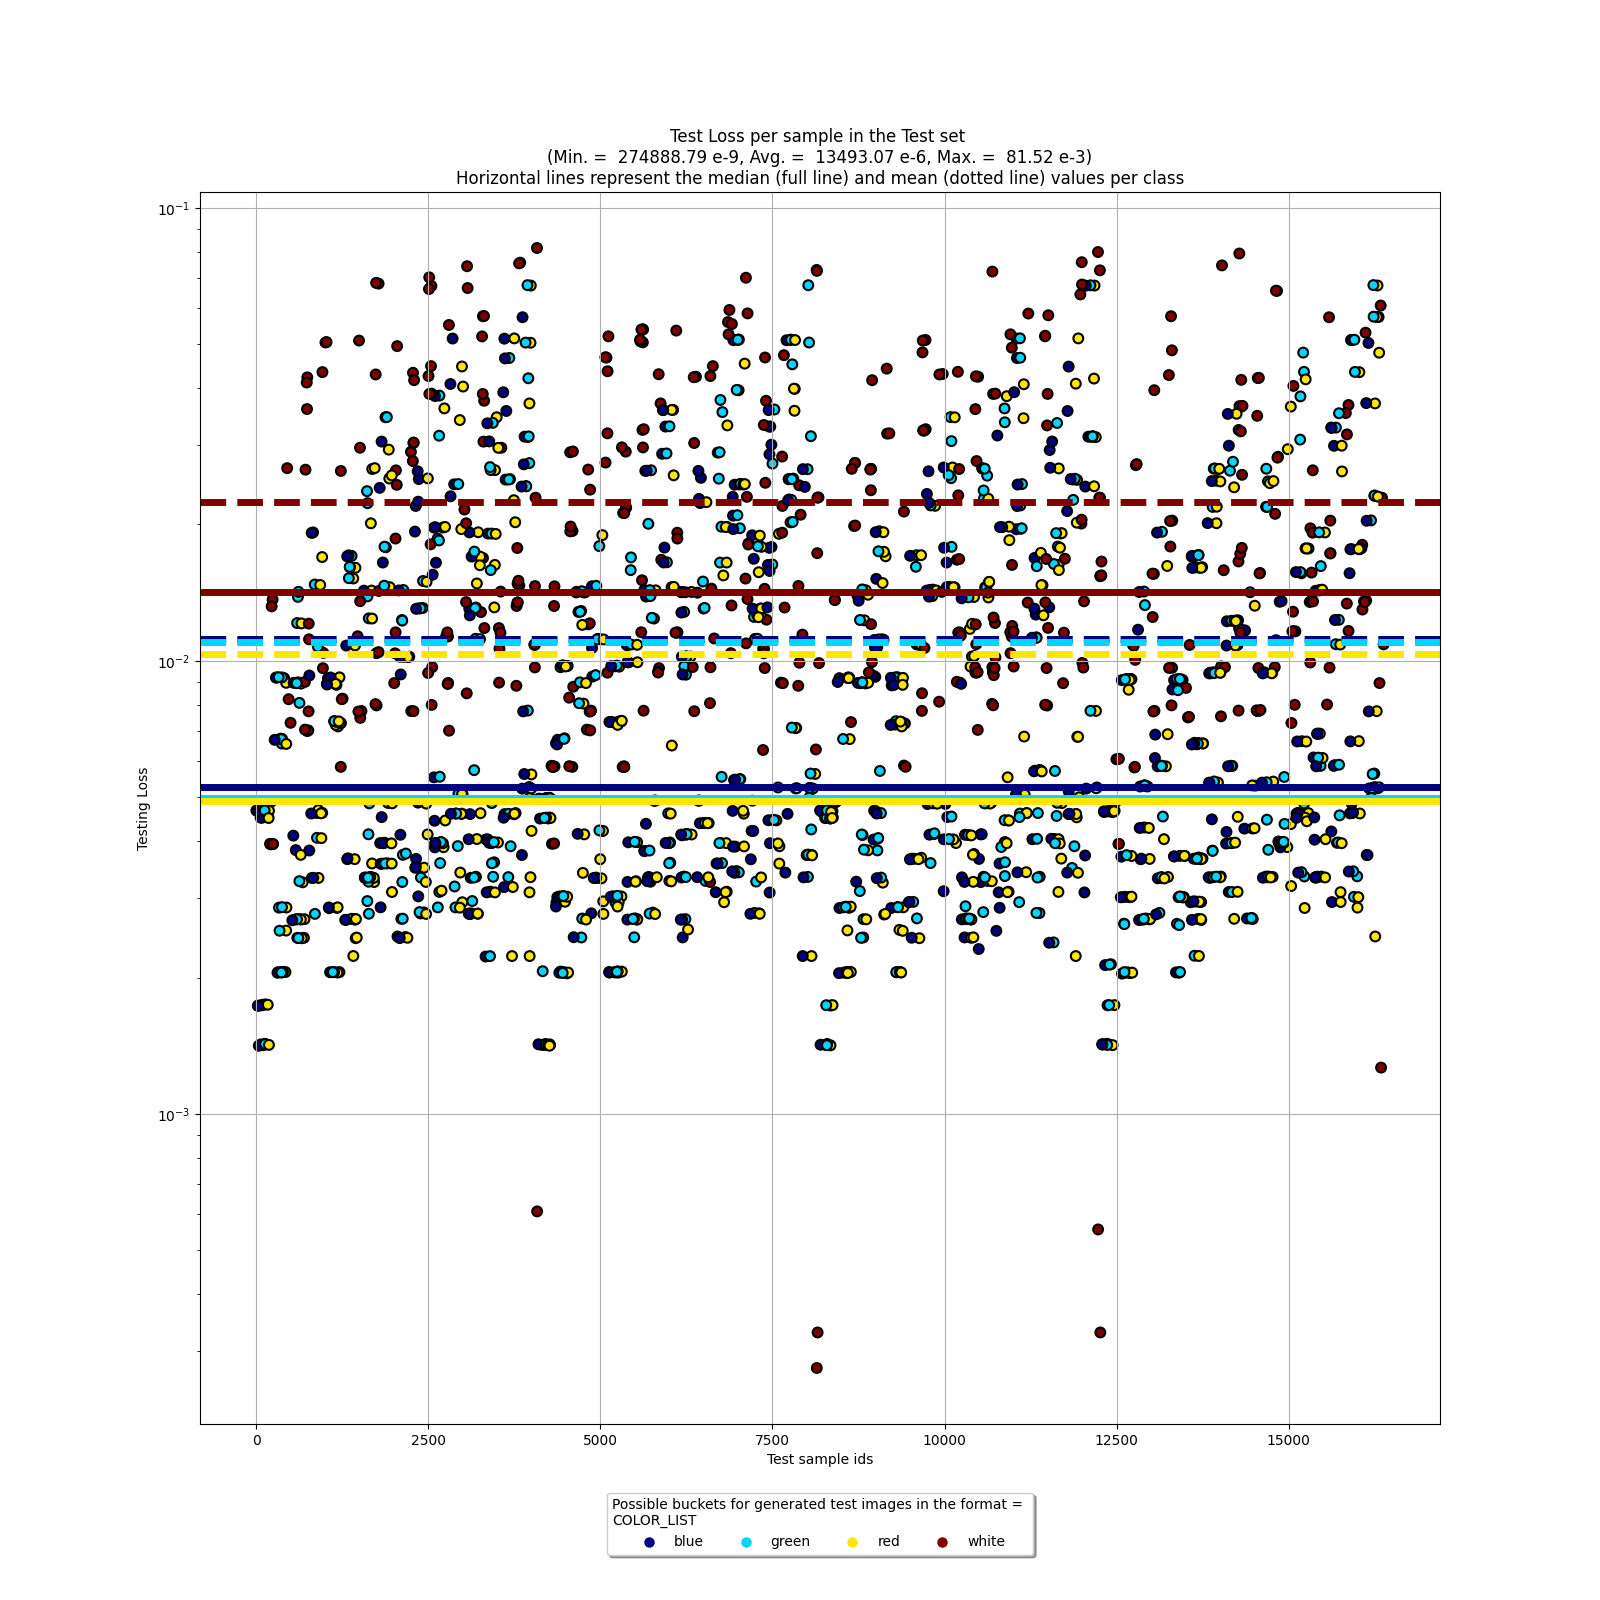 Test Loss per sample in the Test set
(Min. =  274888.79 e-9, Avg. =  13493.07 e-6, Max. =  81.52 e-3)
Horizontal lines represent the median (full line) and mean (dotted line) values per class
10⁻¹
10⁻²
10⁻³
Testing Loss
0 2500 5000 7500 10000 12500 15000
Test sample ids
Possible buckets for generated test images in the format =
COLOR_LIST
blue green red white